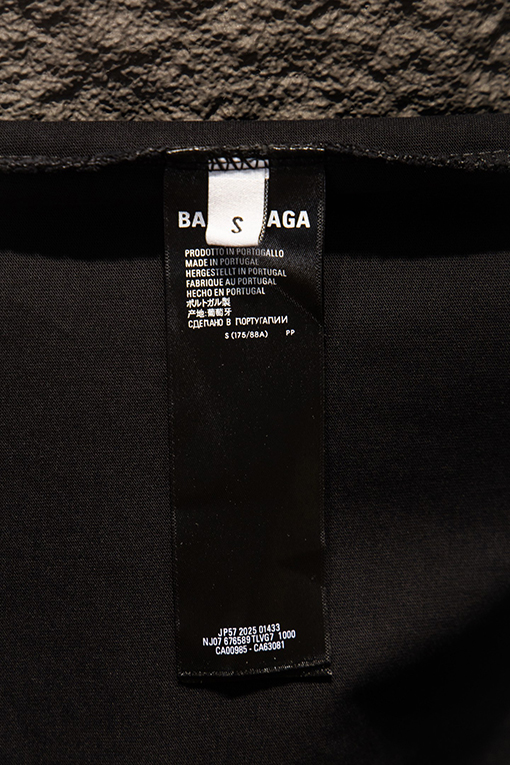 BA AGA
S
PRODOTTO IN PORTOGALLO
MADE IN PORTUGAL
HERGESTELLT IN PORTUGAL
FABRIQUE AU PORTUGAL
HECHO EN PORTUGAL
ポルトガル製
产地:葡萄牙
СДЕЛАНО В ПОРТУГАЛИИ
S (175/88A) PP
JP57 2025 01433
NJ07 676589TLVG7 1000
CA00985 - CA63081